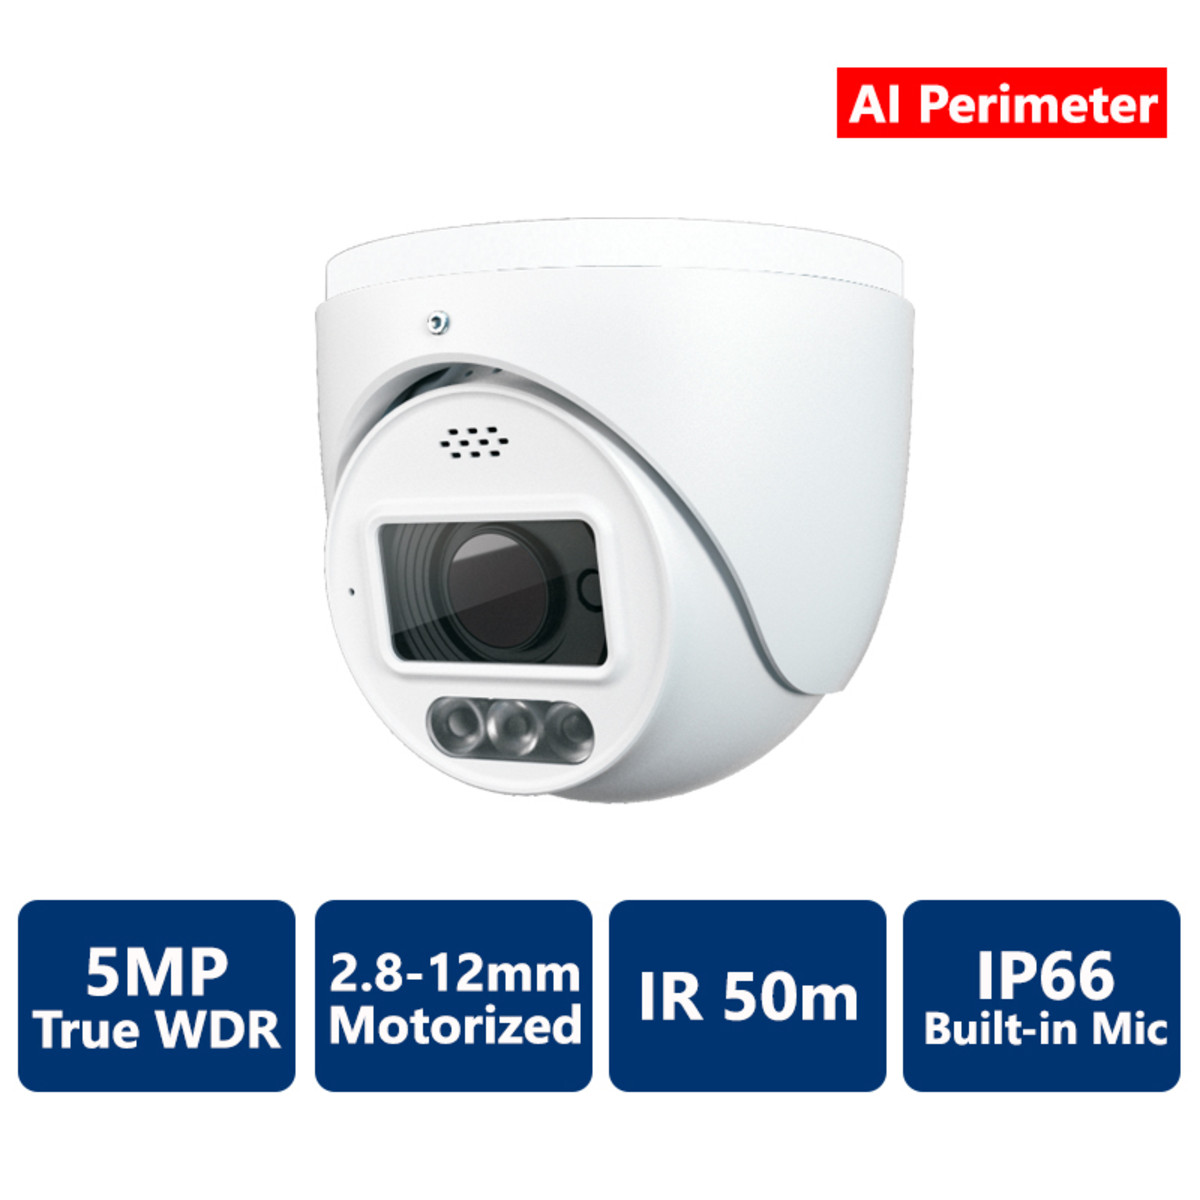 AI Perimeter
5MP
True WDR
2.8-12mm
Motorized
IR 50m
IP66
Built-in Mic